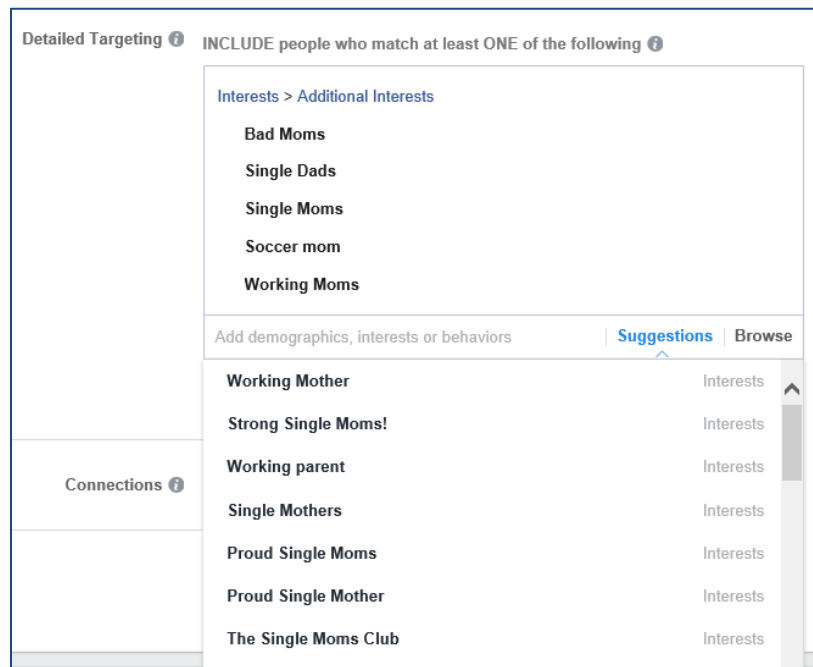 Detailed Targeting
INCLUDE people who match at least ONE of the following
Interests > Additional Interests
Bad Moms
Single Dads
Single Moms
Soccer mom
Working Moms
Add demographics, interests or behaviors Suggestions Browse
Working Mother Interests
Strong Single Moms! Interests
Working parent Interests
Single Mothers Interests
Proud Single Moms Interests
Proud Single Mother Interests
The Single Moms Club Interests
Connections